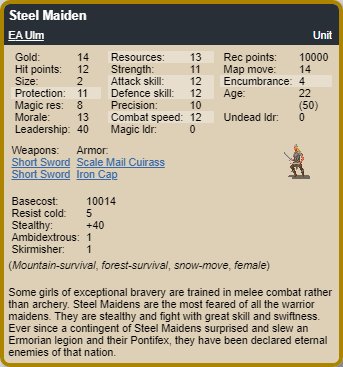 Steel Maiden
EA Ulm Unit
Gold: 14 Resources: 13 Rec points: 10000
Hit points: 12 Strength: 11 Map move: 14
Size: 2 Attack skill: 12 Encumbrance: 4
Protection: 11 Defence skill: 12 Age: 22
Magic res: 8 Precision: 10 (50)
Morale: 13 Combat speed: 12 Undead ldr: 0
Leadership: 40 Magic ldr: 0
Weapons: Armor:
Short Sword Scale Mail Cuirass
Short Sword Iron Cap
Basecost: 10014
Resist cold: 5
Stealthy: +40
Ambidextrous: 1
Skirmisher: 1
(Mountain-survival, forest-survival, snow-move, female)
Some girls of exceptional bravery are trained in melee combat rather
than archery. Steel Maidens are the most feared of all the warrior
maidens. They are stealthy and fight with great skill and swiftness.
Ever since a contingent of Steel Maidens surprised and slew an
Ermorian legion and their Pontifex, they have been declared eternal
enemies of that nation.